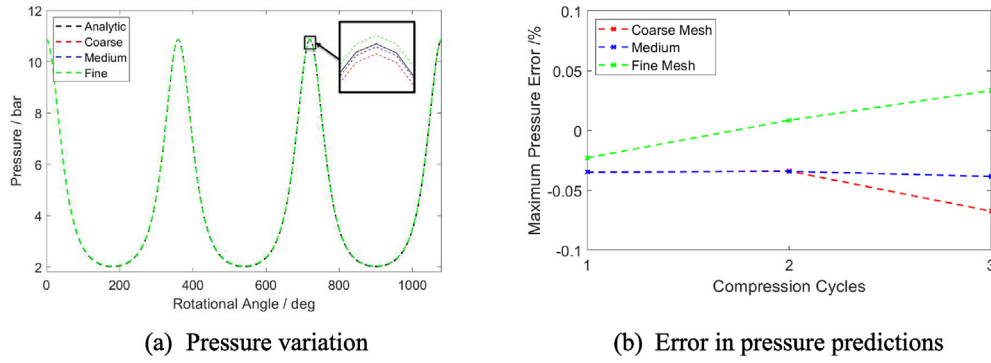 12
10
8
6
4
2
0
200
400
600
800
1000
Pressure / bar
Rotational Angle / deg
Analytic
Coarse
Medium
Fine
(a) Pressure variation
0.1
0.05
0
-0.05
-0.1
1
2
3
Maximum Pressure Error /%
Compression Cycles
Coarse Mesh
Medium
Fine Mesh
(b) Error in pressure predictions